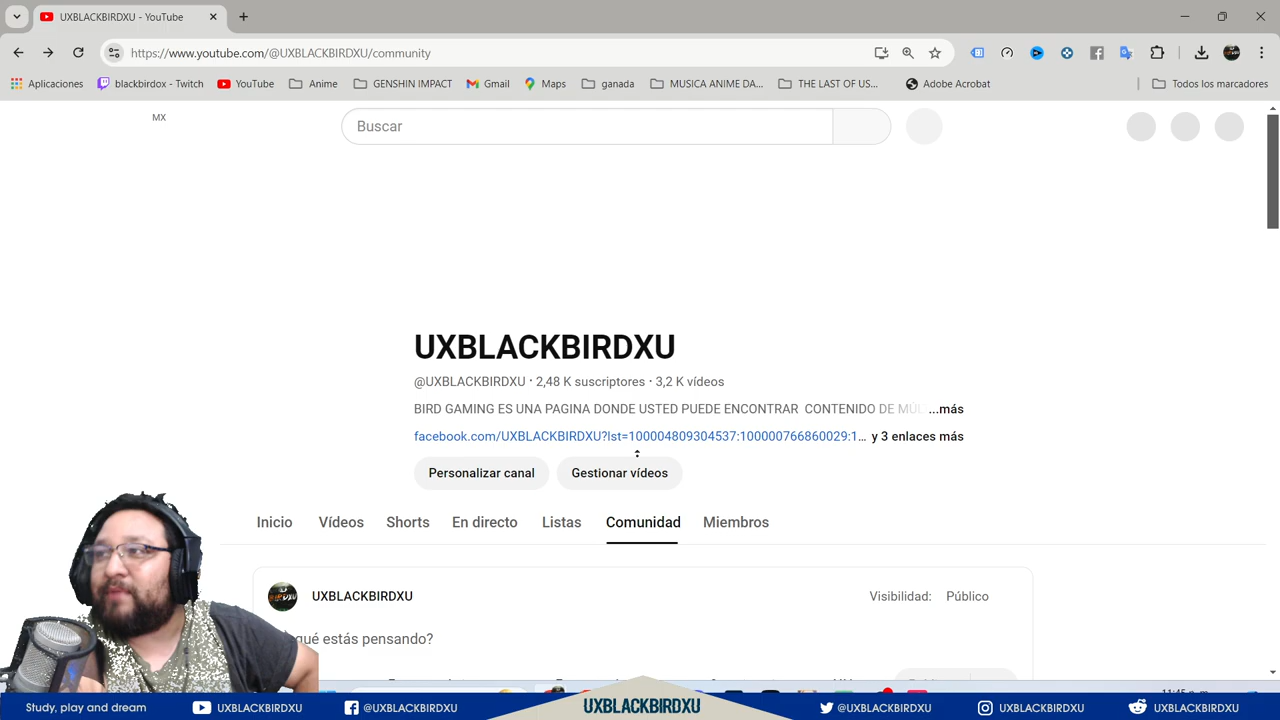 UXBLACKBIRDXU - YouTube
https://www.youtube.com/@UXBLACKBIRDXU/community
Aplicaciones
blackbirdox - Twitch
YouTube
Anime
GENSHIN IMPACT
Gmail
Maps
ganada
MUSICA ANIME DA...
THE LAST OF US...
Adobe Acrobat
Todos los marcadores
MX
Buscar
UXBLACKBIRDXU
@UXBLACKBIRDXU · 2,48 K suscriptores · 3,2 K vídeos
BIRD GAMING ES UNA PAGINA DONDE USTED PUEDE ENCONTRAR CONTENIDO DE MÚL ...más
facebook.com/UXBLACKBIRDXU?lst=100004809304537:100000766860029:1... y 3 enlaces más
Personalizar canal
Gestionar vídeos
Inicio
Vídeos
Shorts
En directo
Listas
Comunidad
Miembros
UXBLACKBIRDXU
Visibilidad: Público
qué estás pensando?
Study, play and dream
UXBLACKBIRDXU
@UXBLACKBIRDXU
UXBLACKBIRDXU
@UXBLACKBIRDXU
UXBLACKBIRDXU
UXBLACKBIRDXU